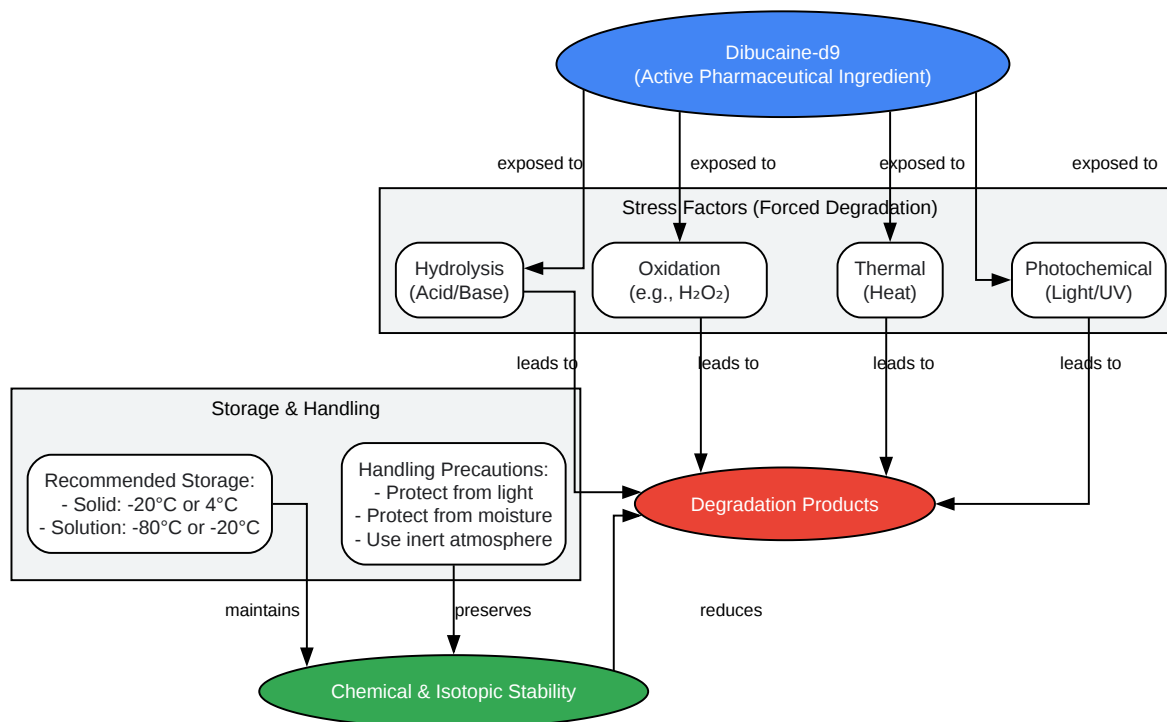 Dibucaine-d9
(Active Pharmaceutical Ingredient)
exposed to
exposed to
exposed to
exposed to
Stress Factors (Forced Degradation)
Hydrolysis
(Acid/Base)
Oxidation
(e.g., H₂O₂)
Thermal
(Heat)
Photochemical
(Light/UV)
leads to
leads to
leads to
leads to
Storage & Handling
Recommended Storage:
- Solid: -20°C or 4°C
- Solution: -80°C or -20°C
Handling Precautions:
- Protect from light
- Protect from moisture
- Use inert atmosphere
Degradation Products
maintains
preserves
reduces
Chemical & Isotopic Stability